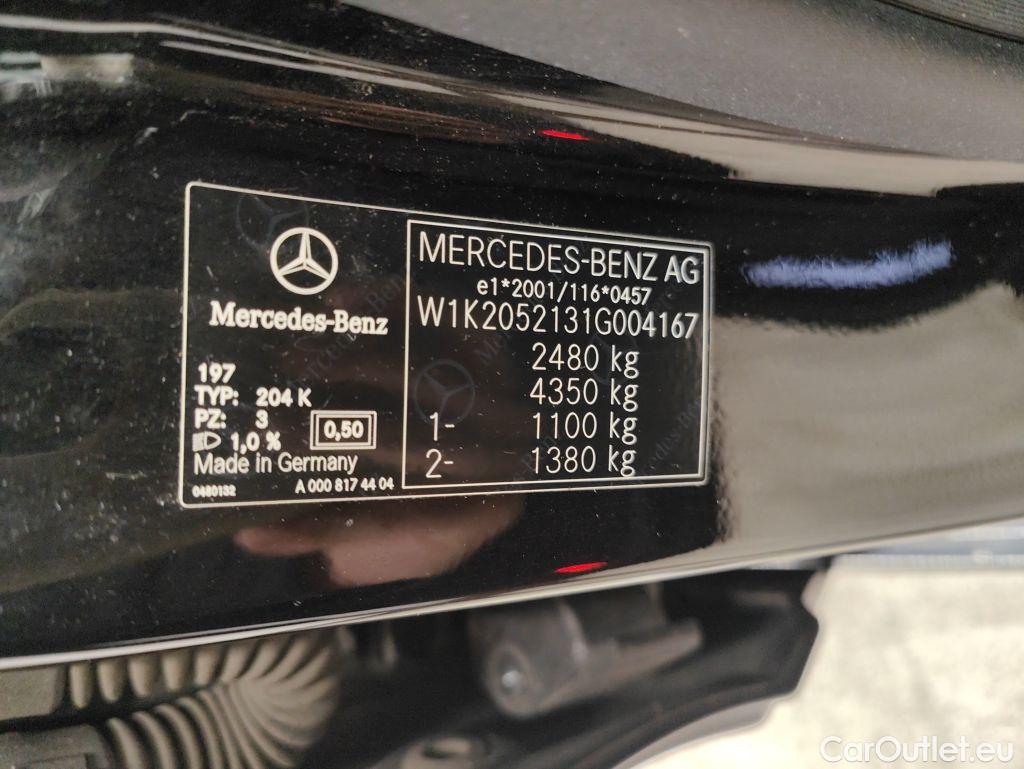 Mercedes-Benz
197
TYP: 204 K
PZ: 3
1,0 %
0,50
Made in Germany
0480132
A 000 817 44 04
MERCEDES-BENZ AG
e1*2001/116*0457
W1K2052131G004167
2480 kg
4350 kg
1- 1100 kg
2- 1380 kg
CarOutlet.eu